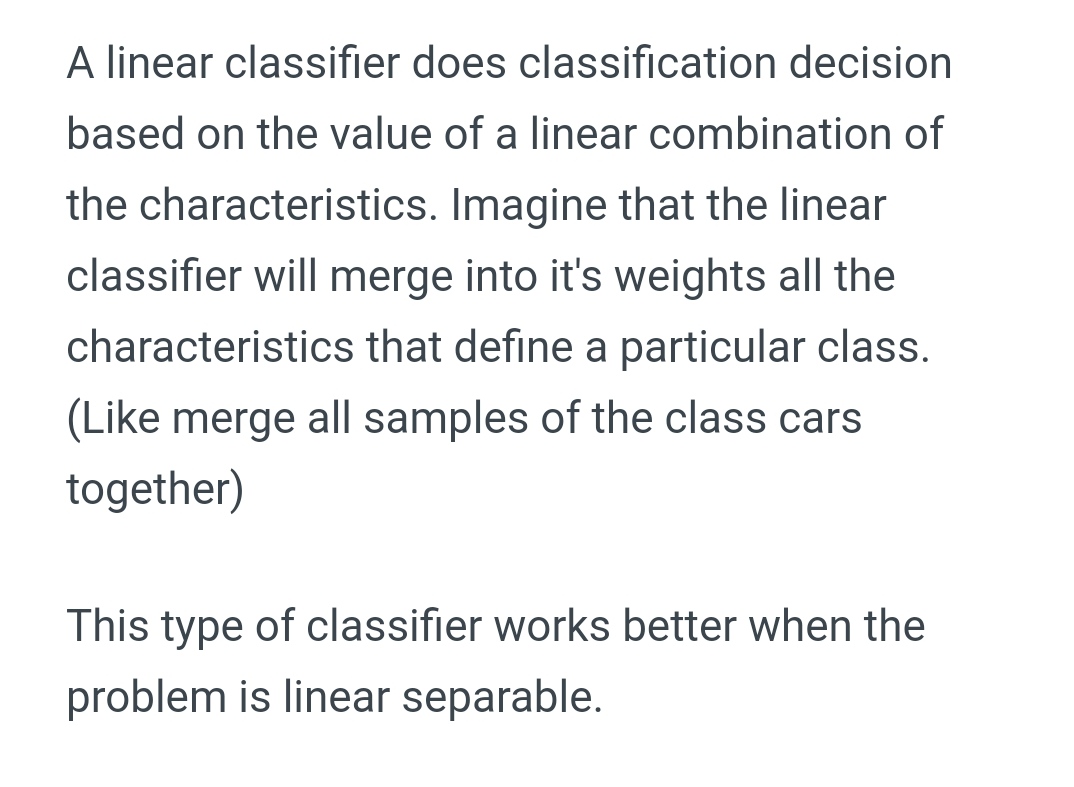 A linear classifier does classification decision
based on the value of a linear combination of
the characteristics. Imagine that the linear
classifier will merge into it's weights all the
characteristics that define a particular class.
(Like merge all samples of the class cars
together)
This type of classifier works better when the
problem is linear separable.